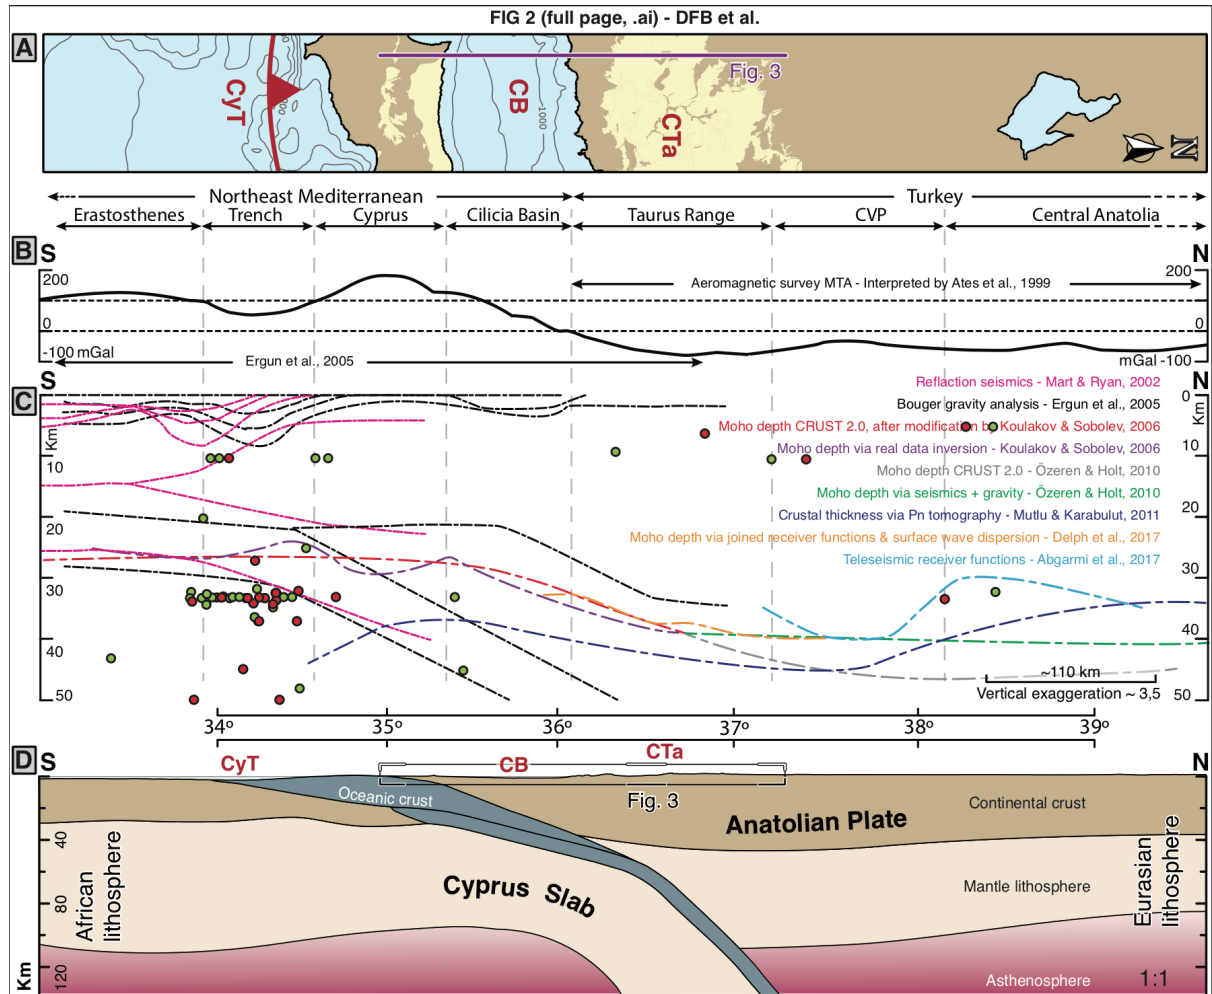 FIG 2 (full page, .ai) - DFB et al.
A
Fig. 3
CyT
CB
CTa
1000
N
Northeast Mediterranean
Turkey
Erastosthenes
Trench
Cyprus
Cilicia Basin
Taurus Range
CVP
Central Anatolia
B
S
N
200
200
Aeromagnetic survey MTA - Interpreted by Ates et al., 1999
0
0
-100 mGal
Ergun et al., 2005
mGal -100
S
N
C
Reflaction seismics - Mart & Ryan, 2002
0
Bouger gravity analysis - Ergun et al., 2005
Km
Km
Moho depth CRUST 2.0, after modification by Koulakov & Sobolev, 2006
Moho depth via real data inversion - Koulakov & Sobolev, 2006
10
10
Moho depth CRUST 2.0 - Özeren & Holt, 2010
Moho depth via seismics + gravity - Özeren & Holt, 2010
20
20
Crustal thickness via Pn tomography - Mutlu & Karabulut, 2011
Moho depth via joined receiver functions & surface wave dispersion - Delph et al., 2017
Teleseismic receiver functions - Abgarmi et al., 2017
30
30
40
40
~110 km
50
Vertical exaggeration ~ 3,5
50
34º
35º
36º
37º
38º
39º
D
S
CyT
CB
CTa
N
Oceanic crust
Fig. 3
Continental crust
Anatolian Plate
40
African
lithosphere
Cyprus Slab
Mantle lithosphere
Eurasian
lithosphere
80
Km
120
Asthenosphere
1:1